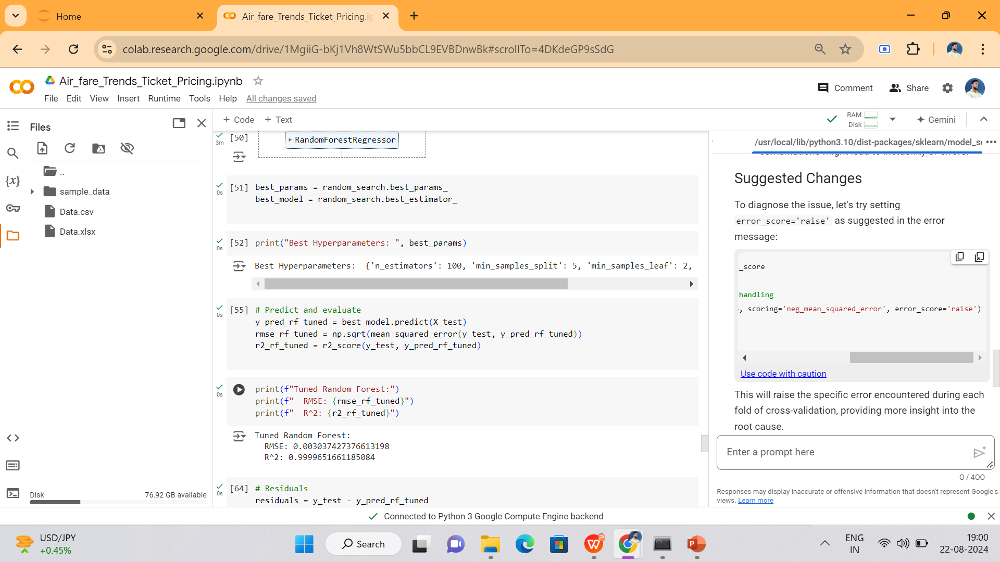 Home
Air_fare_Trends_Ticket_Pricing.ip
colab.research.google.com/drive/1MgiiG-bKj1Vh8WtSWu5bbCL9EVBDnwBk#scrollTo=4DKdeGP9sSdG
Air_fare_Trends_Ticket_Pricing.ipynb
File Edit View Insert Runtime Tools Help All changes saved
Comment
Share
Files
+ Code + Text
RAM
Disk
Gemini
..
sample_data
Data.csv
Data.xlsx
Disk 76.92 GB available
3m
[50]
RandomForestRegressor
0s
[51] best_params = random_search.best_params_
best_model = random_search.best_estimator_
0s
[52] print("Best Hyperparameters: ", best_params)
Best Hyperparameters:  {'n_estimators': 100, 'min_samples_split': 5, 'min_samples_leaf': 2,
0s
[55] # Predict and evaluate
y_pred_rf_tuned = best_model.predict(X_test)
rmse_rf_tuned = np.sqrt(mean_squared_error(y_test, y_pred_rf_tuned))
r2_rf_tuned = r2_score(y_test, y_pred_rf_tuned)
0s
print(f"Tuned Random Forest:")
print(f"  RMSE: {rmse_rf_tuned}")
print(f"  R^2: {r2_rf_tuned}")
Tuned Random Forest:
RMSE: 0.003037427376613198
R^2: 0.9999651661185084
0s
[64] # Residuals
residuals = y_test - y_pred_rf_tuned
/usr/local/lib/python3.10/dist-packages/sklearn/model_se
Suggested Changes
To diagnose the issue, let's try setting
error_score='raise' as suggested in the error
message:
_score
handling
, scoring='neg_mean_squared_error', error_score='raise')
Use code with caution
This will raise the specific error encountered during each
fold of cross-validation, providing more insight into the
root cause.
Enter a prompt here
0 / 400
Responses may display inaccurate or offensive information that doesn't represent Google's
views. Learn more
Connected to Python 3 Google Compute Engine backend
USD/JPY
+0.45%
Search
ENG
IN
19:00
22-08-2024